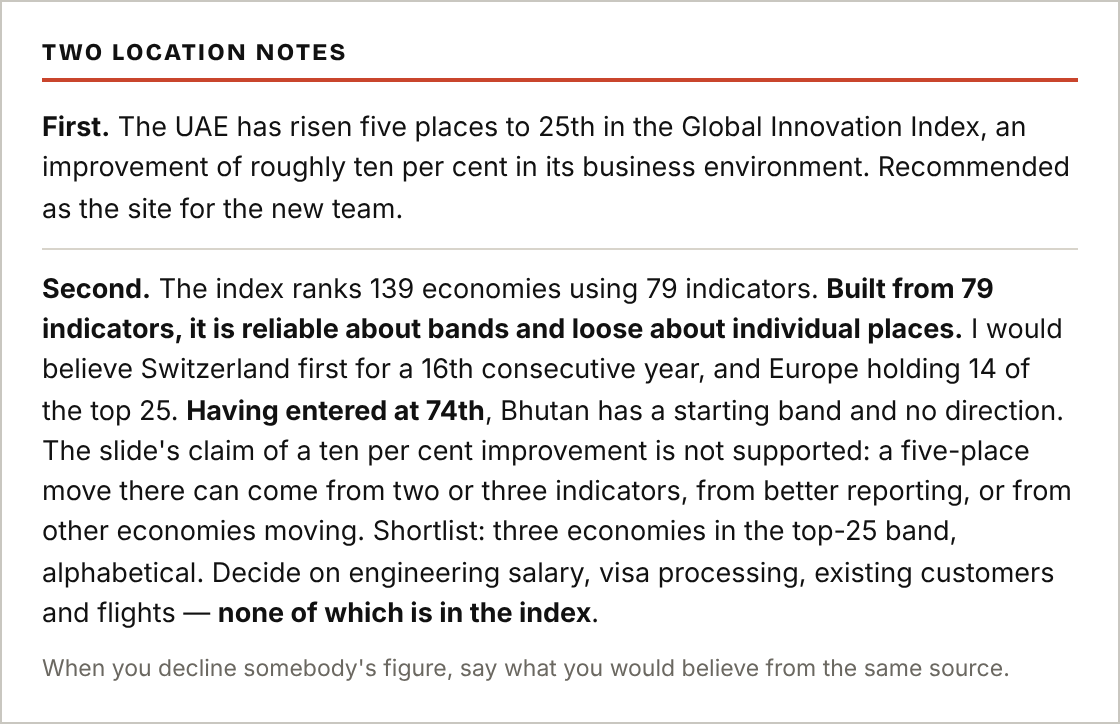 TWO LOCATION NOTES
First. The UAE has risen five places to 25th in the Global Innovation Index, an
improvement of roughly ten per cent in its business environment. Recommended
as the site for the new team.
Second. The index ranks 139 economies using 79 indicators. Built from 79
indicators, it is reliable about bands and loose about individual places. I would
believe Switzerland first for a 16th consecutive year, and Europe holding 14 of
the top 25. Having entered at 74th, Bhutan has a starting band and no direction.
The slide's claim of a ten per cent improvement is not supported: a five-place
move there can come from two or three indicators, from better reporting, or from
other economies moving. Shortlist: three economies in the top-25 band,
alphabetical. Decide on engineering salary, visa processing, existing customers
and flights — none of which is in the index.
When you decline somebody's figure, say what you would believe from the same source.